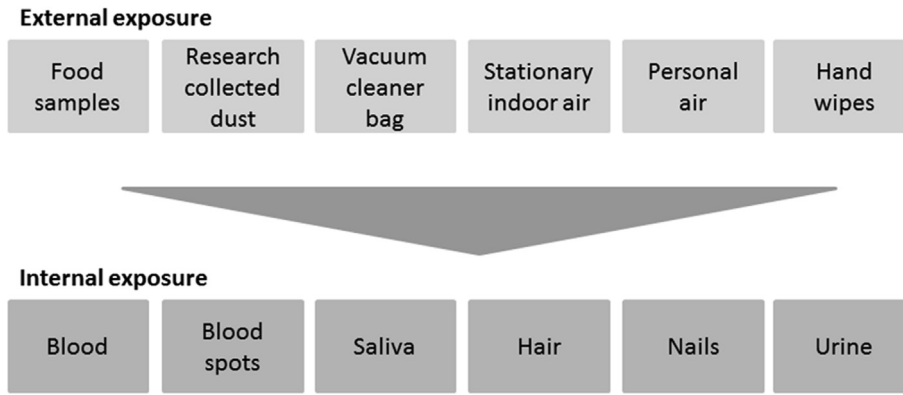 External exposure
Food
samples
Research
collected
dust
Vacuum
cleaner
bag
Stationary
indoor air
Personal
air
Hand
wipes
Internal exposure
Blood
Blood
spots
Saliva
Hair
Nails
Urine